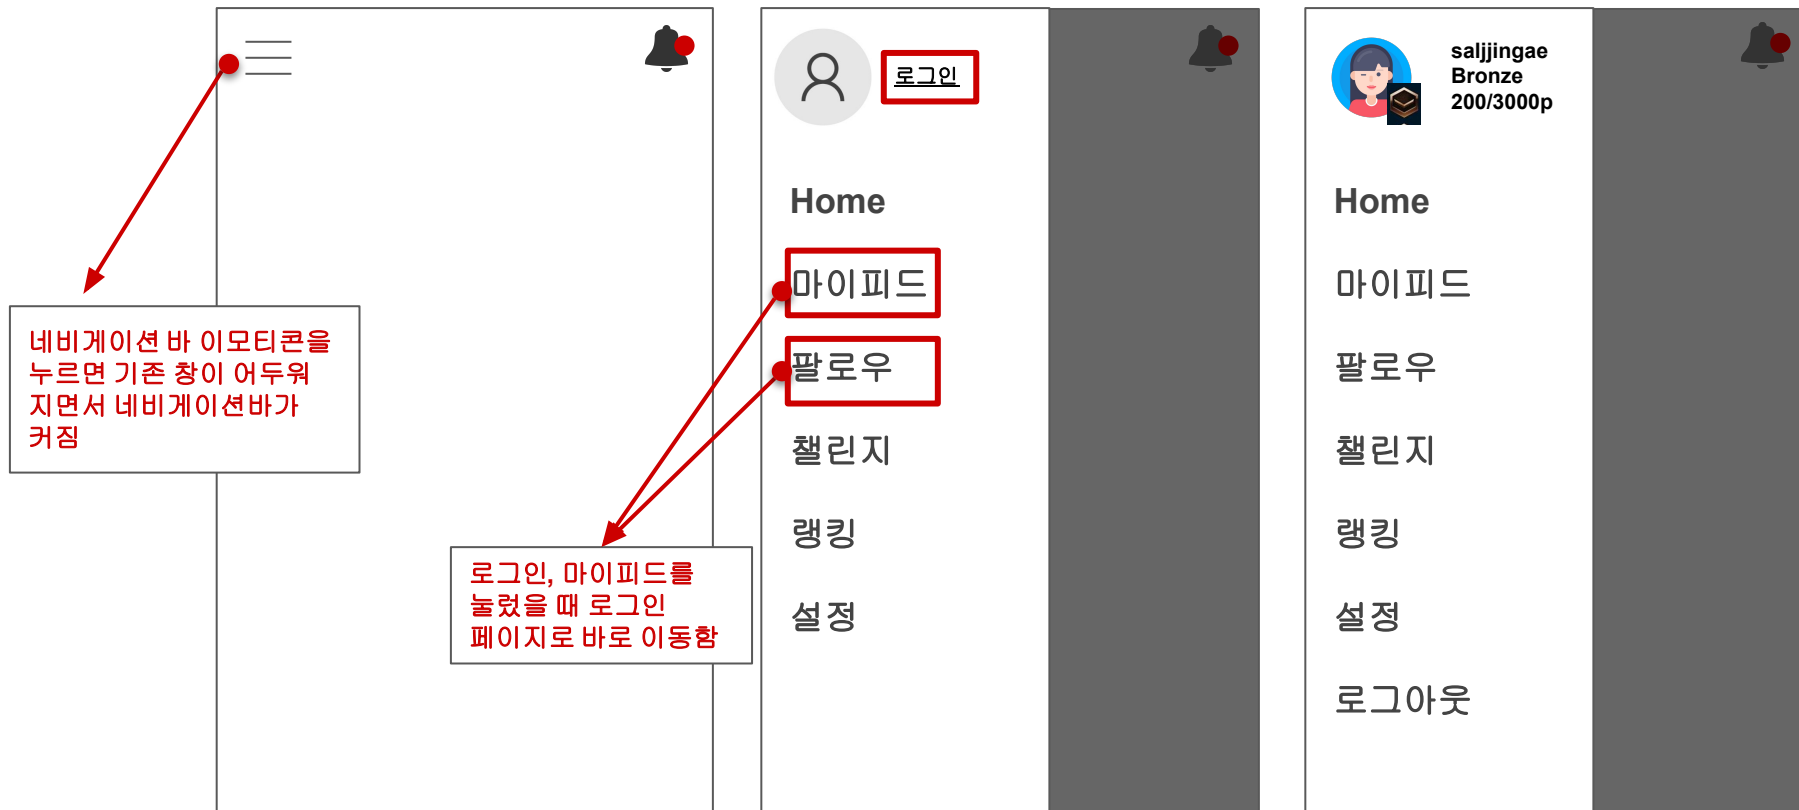 네비게이션 바 이모티콘을
누르면 기존 창이 어두워
지면서 네비게이션바가
커짐
로그인
Home
마이피드
팔로우
챌린지
랭킹
설정
로그인, 마이피드를
눌렀을 때 로그인
페이지로 바로 이동함
saljjingae
Bronze
200/3000p
Home
마이피드
팔로우
챌린지
랭킹
설정
로그아웃